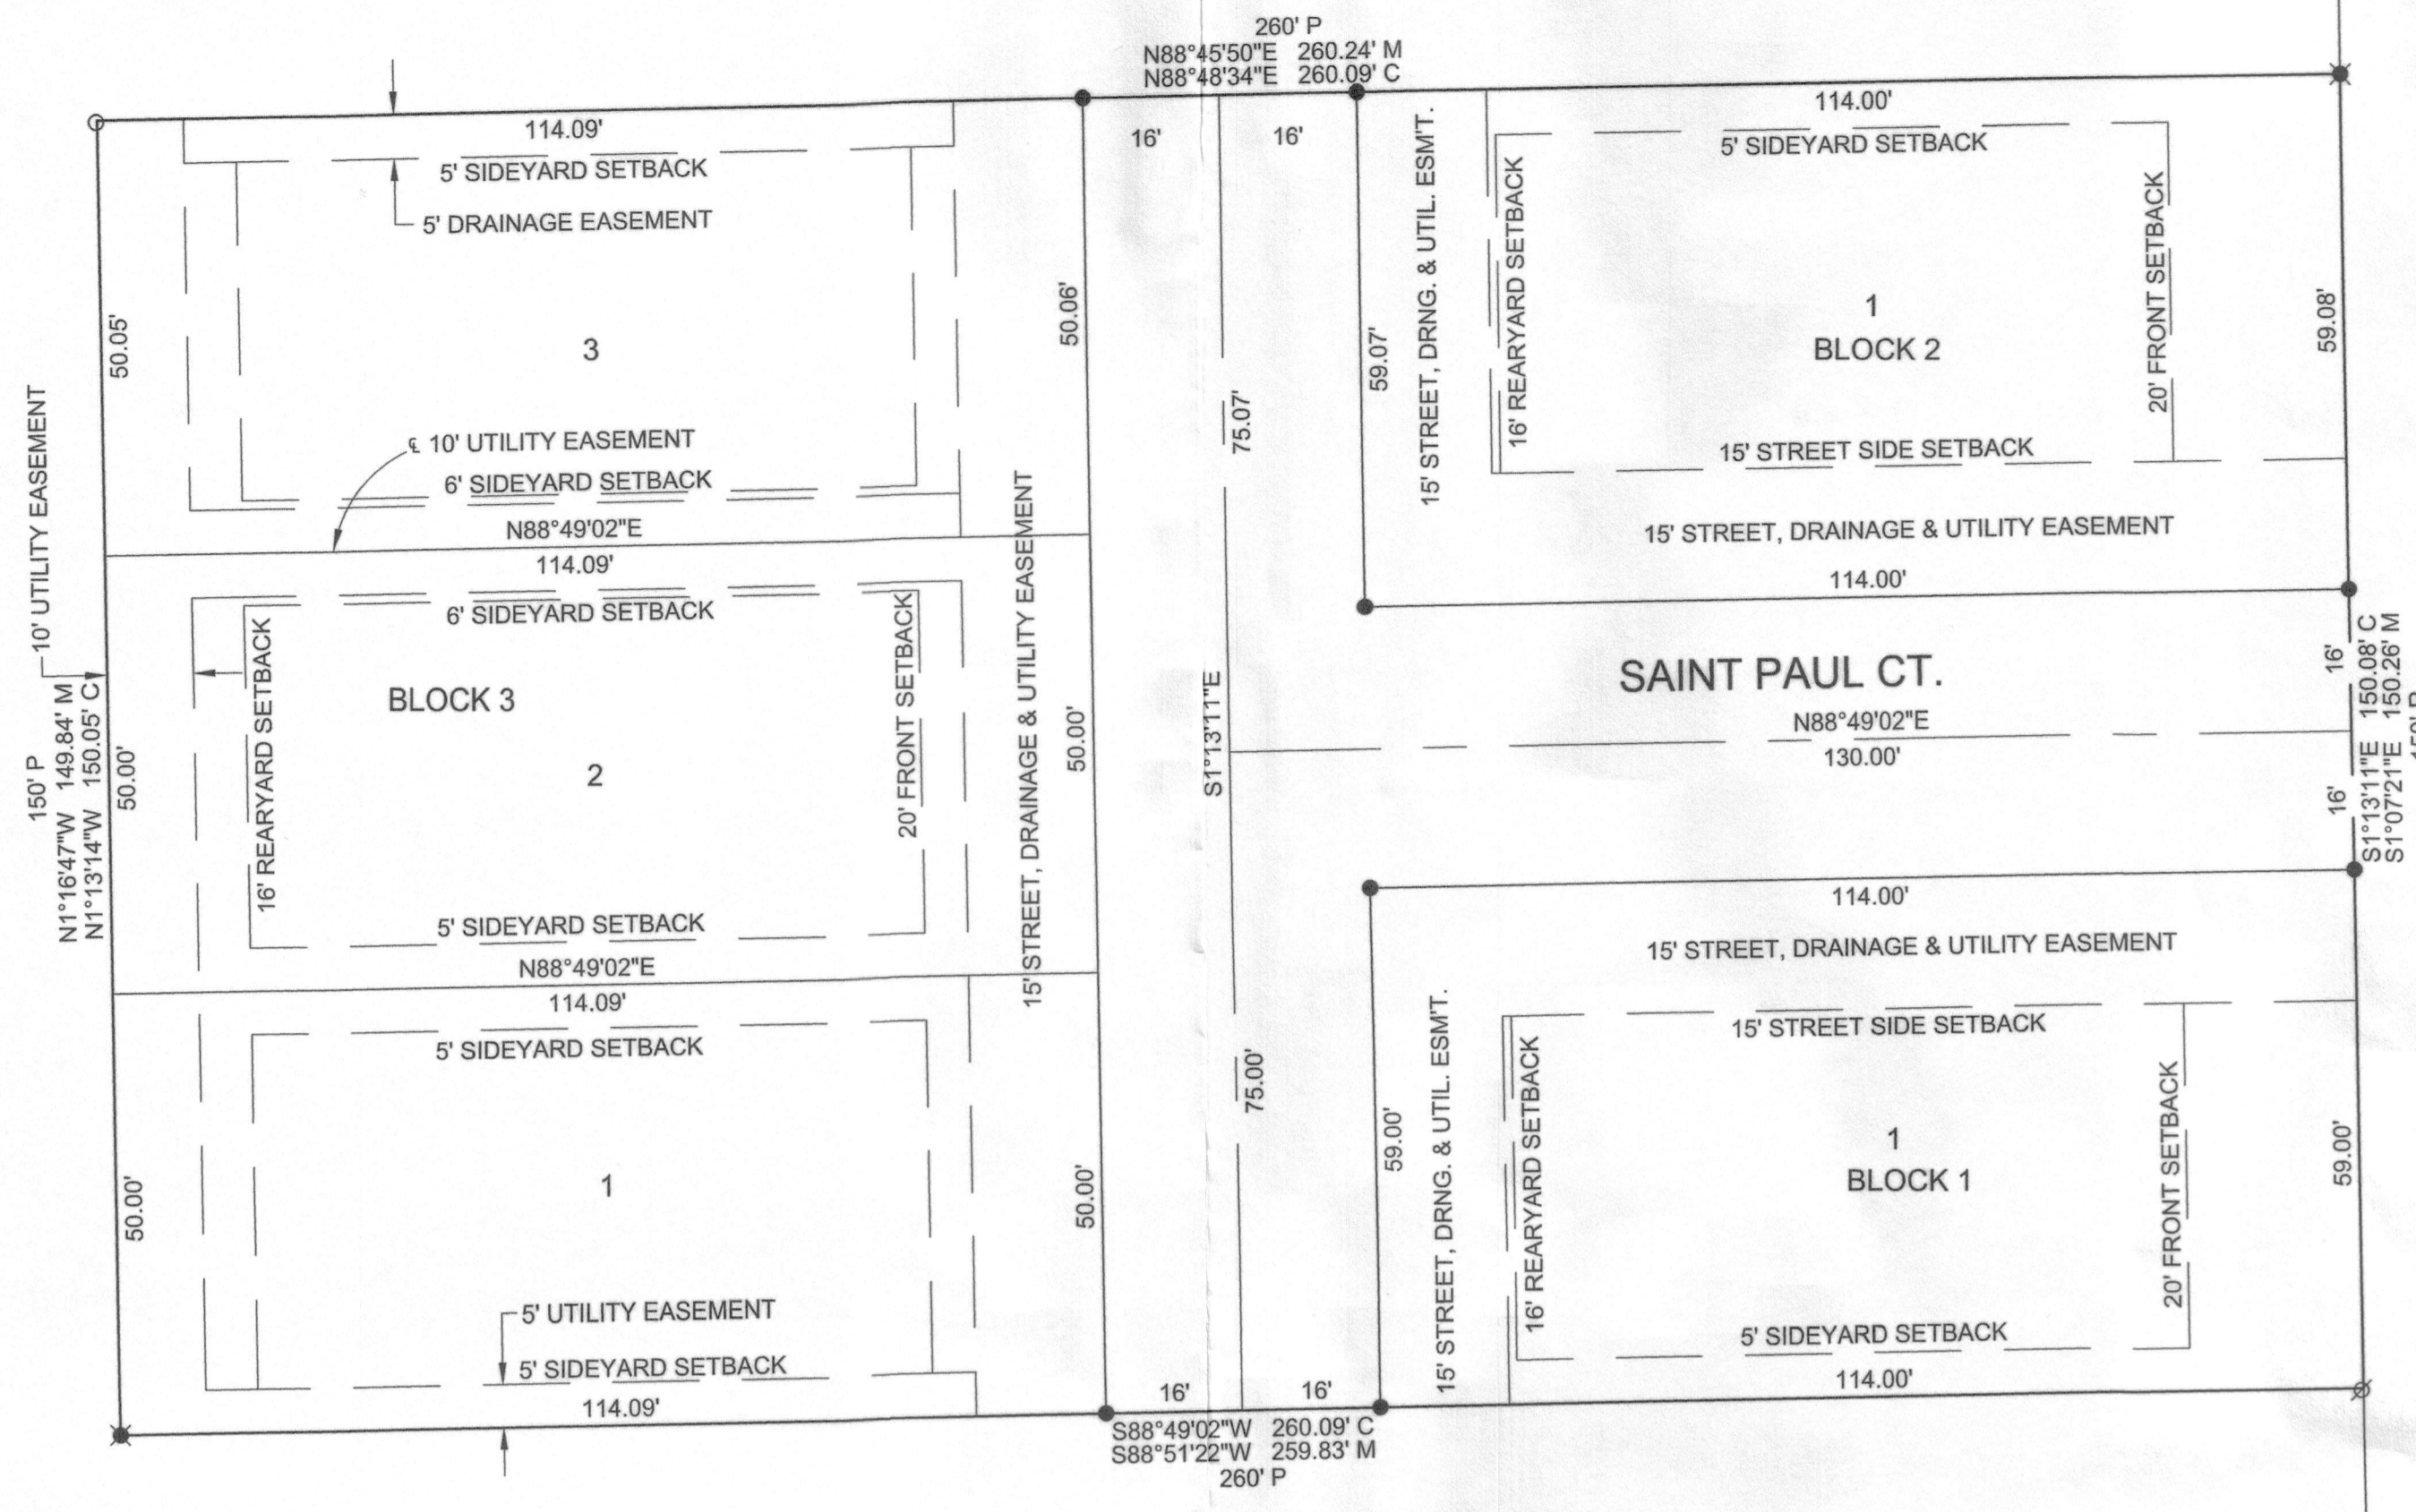 260' P
N88°45'50"E 260.24' M
N88°48'34"E 260.09' C
114.09'
5' SIDEYARD SETBACK
5' DRAINAGE EASEMENT
50.05'
3
50.06'
℄ 10' UTILITY EASEMENT
6' SIDEYARD SETBACK
N88°49'02"E
114.09'
6' SIDEYARD SETBACK
10' UTILITY EASEMENT
150' P
N1°16'47"W 149.84' M
N1°13'14"W 150.05' C
50.00'
16' REARYARD SETBACK
BLOCK 3
2
20' FRONT SETBACK
15' STREET, DRAINAGE & UTILITY EASEMENT
50.00'
5' SIDEYARD SETBACK
N88°49'02"E
114.09'
5' SIDEYARD SETBACK
50.00'
1
50.00'
5' UTILITY EASEMENT
5' SIDEYARD SETBACK
114.09'
16'
16'
75.07'
S1°13'11"E
75.00'
16'
16'
S88°49'02"W 260.09' C
S88°51'22"W 259.83' M
260' P
114.00'
5' SIDEYARD SETBACK
15' STREET, DRNG. & UTIL. ESM'T.
16' REARYARD SETBACK
59.07'
1
BLOCK 2
20' FRONT SETBACK
59.08'
15' STREET SIDE SETBACK
15' STREET, DRAINAGE & UTILITY EASEMENT
114.00'
SAINT PAUL CT.
N88°49'02"E
130.00'
16'
16'
S1°13'11"E 150.08' C
S1°07'21"E 150.26' M
114.00'
15' STREET, DRAINAGE & UTILITY EASEMENT
15' STREET SIDE SETBACK
59.00'
15' STREET, DRNG. & UTIL. ESM'T.
16' REARYARD SETBACK
1
BLOCK 1
20' FRONT SETBACK
59.00'
5' SIDEYARD SETBACK
114.00'